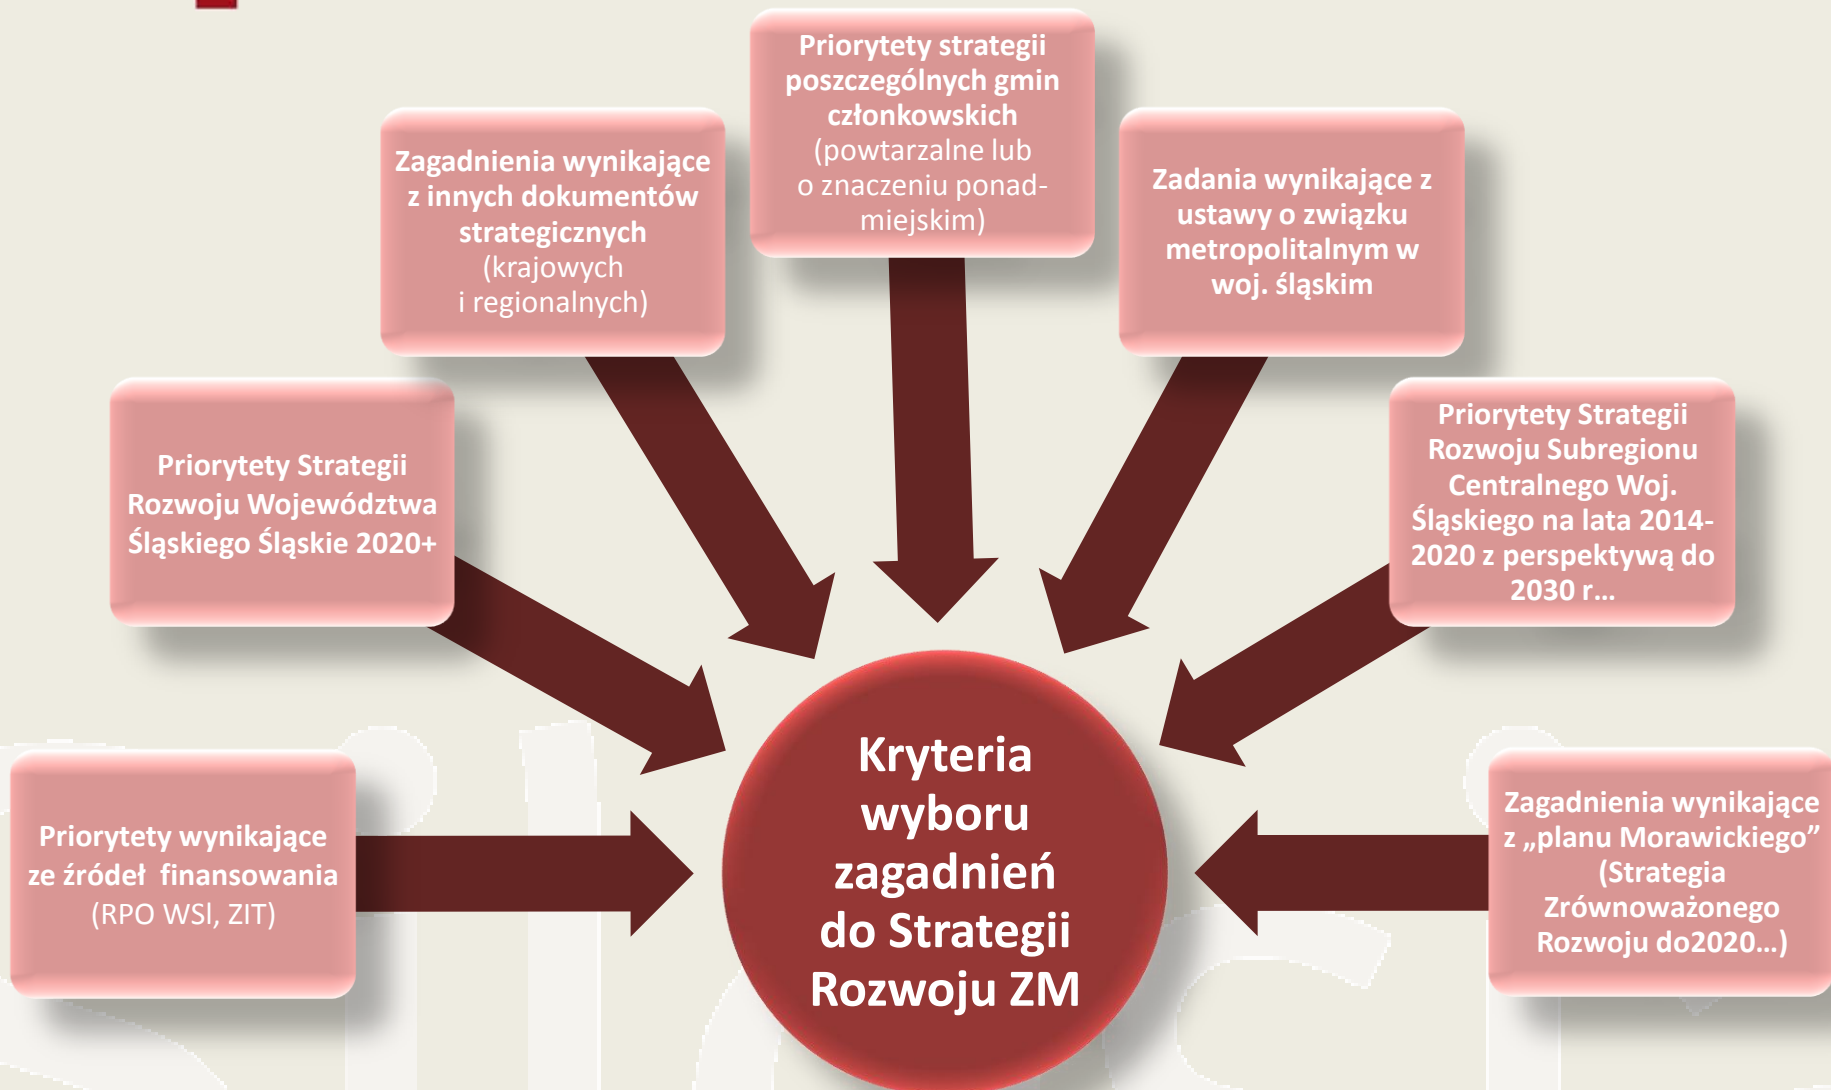 Priorytety strategii
poszczególnych gmin
członkowskich
(powtarzalne lub
o znaczeniu ponad-
miejskim)
Zagadnienia wynikające
z innych dokumentów
strategicznych
(krajowych
i regionalnych)
Zadania wynikające z
ustawy o związku
metropolitalnym w
woj. śląskim
Priorytety Strategii
Rozwoju Województwa
Śląskiego Śląskie 2020+
Priorytety Strategii
Rozwoju Subregionu
Centralnego Woj.
Śląskiego na lata 2014-
2020 z perspektywą do
2030 r...
Priorytety wynikające
ze źródeł  finansowania
(RPO WSl, ZIT)
Kryteria
wyboru
zagadnień
do Strategii
Rozwoju ZM
Zagadnienia wynikające
z „planu Morawickiego”
(Strategia
Zrównoważonego
Rozwoju do2020...)